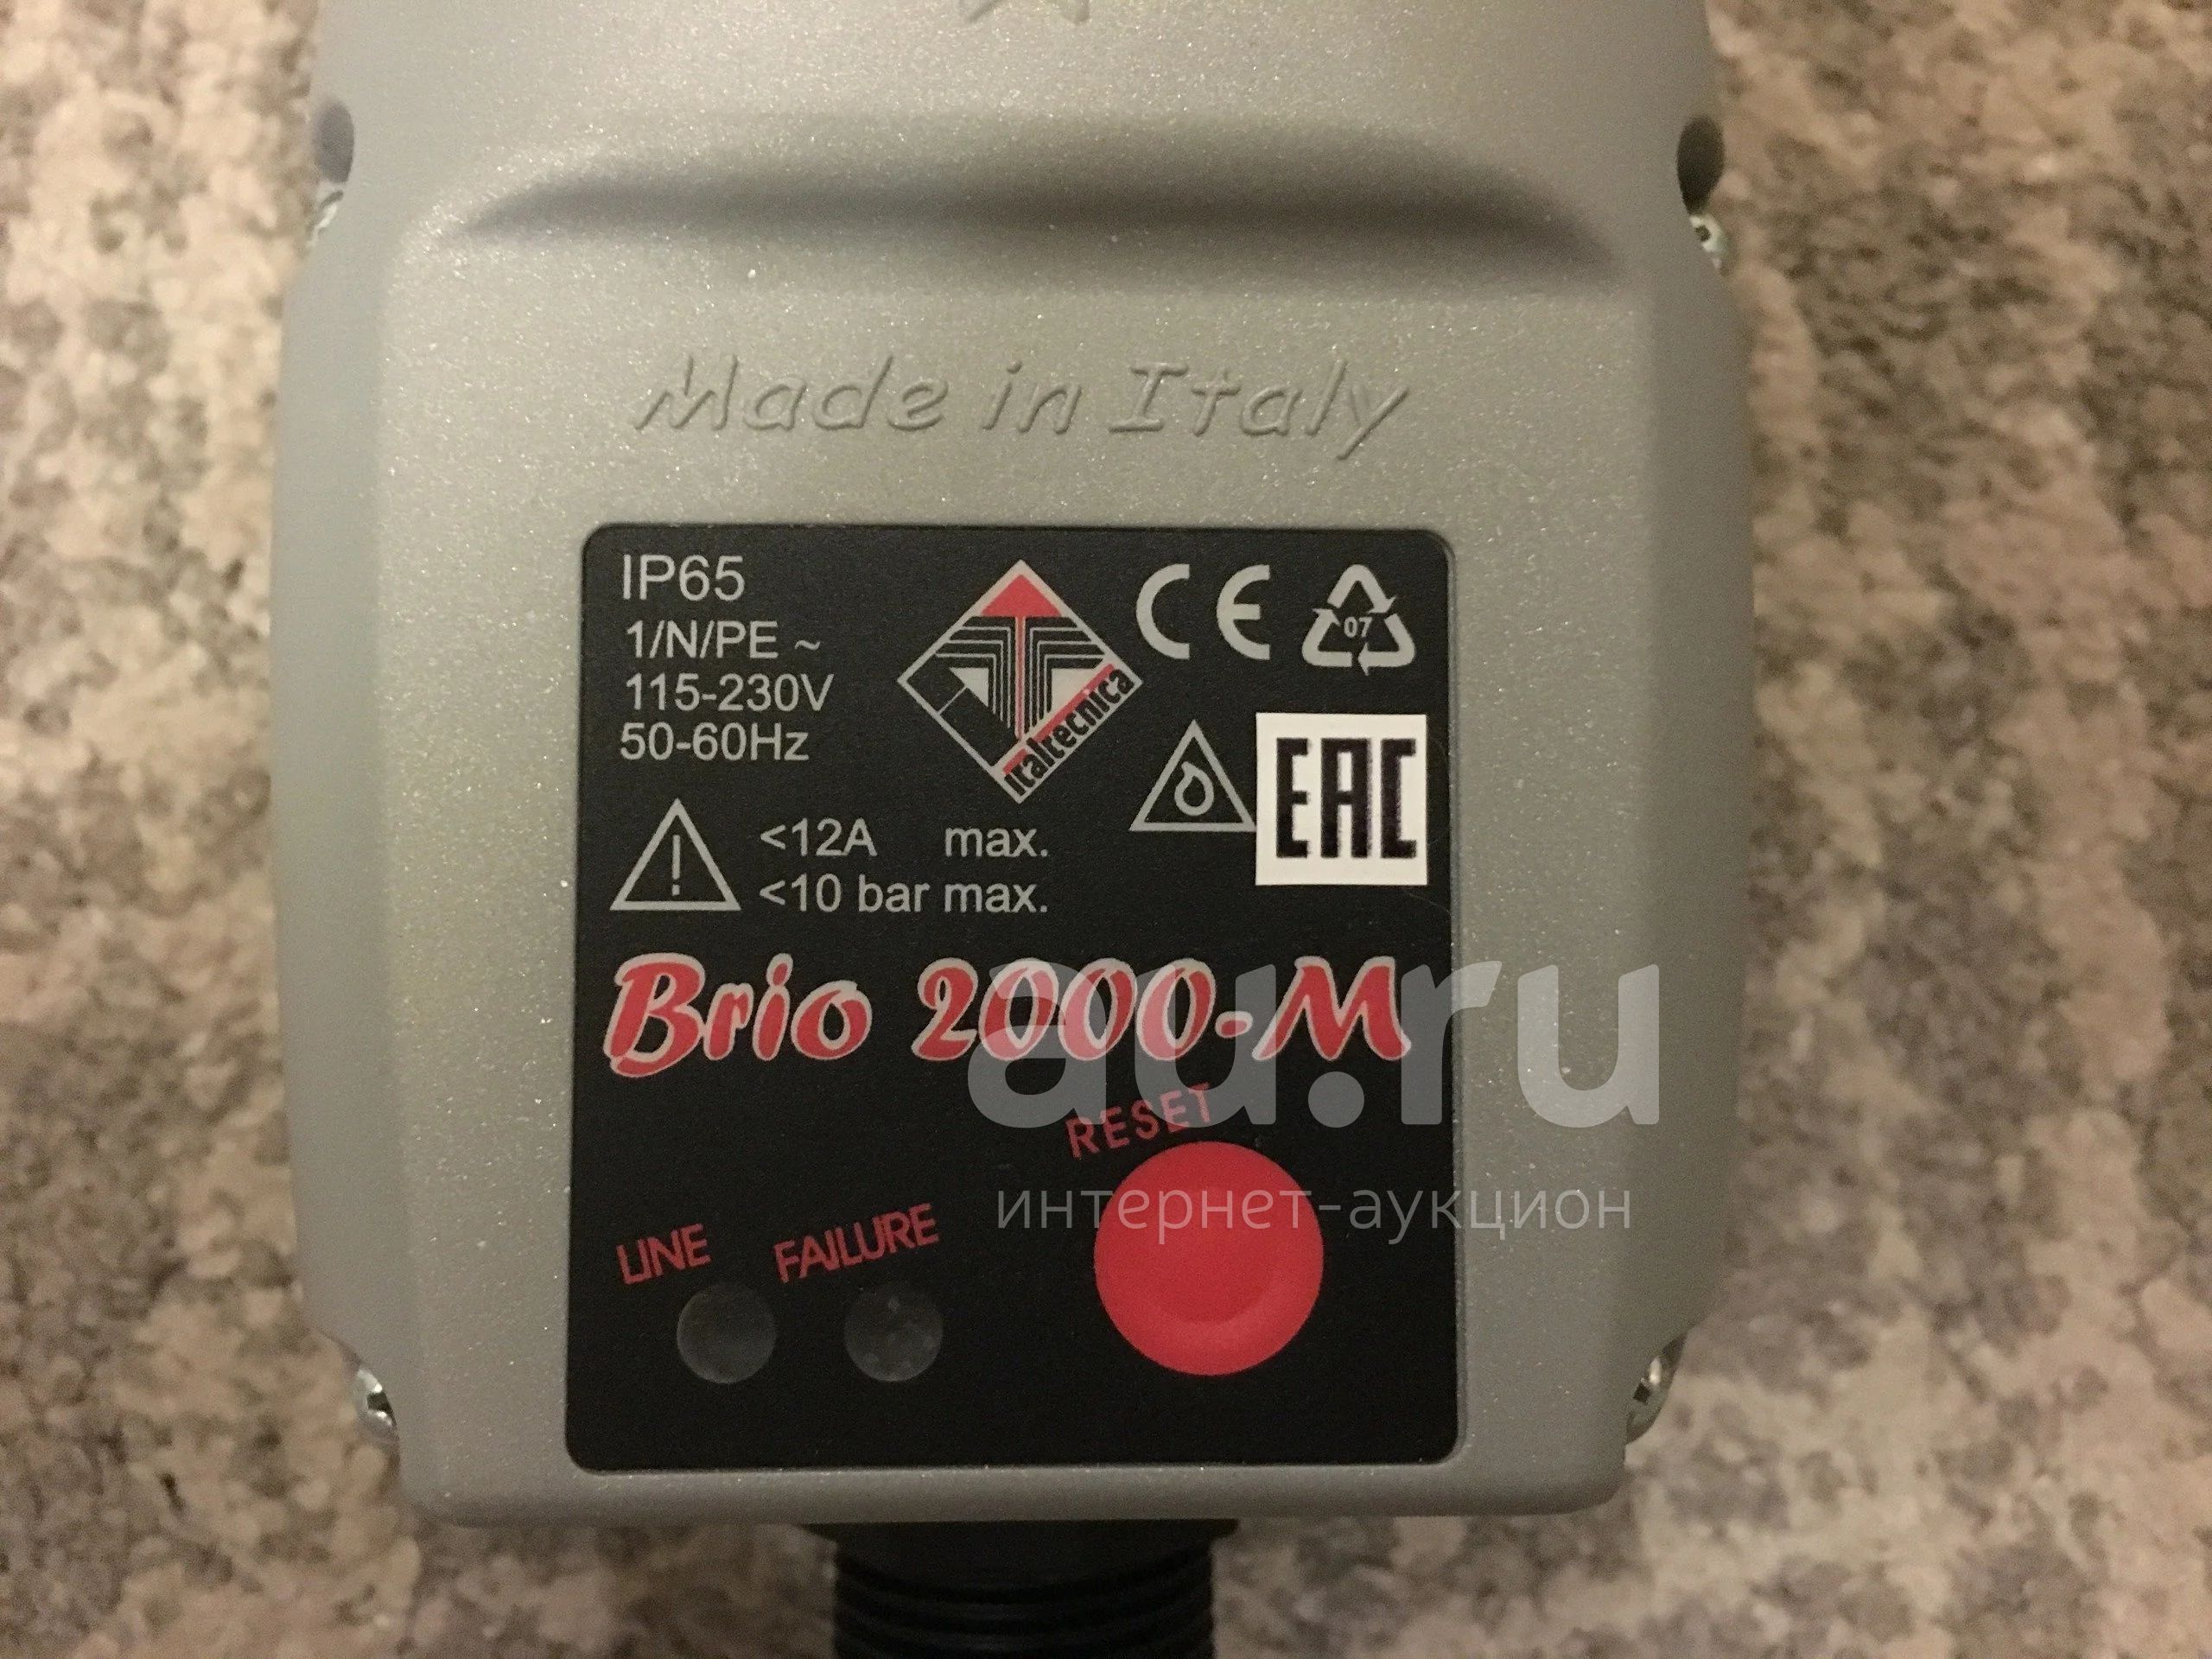 Made in Italy
IP65
1/N/PE ~
115-230V
50-60Hz
Italtecnica
CE
07
EAC
<12A max.
<10 bar max.
Brio 2000-M
au.ru
RESET
интернет-аукцион
LINE
FAILURE